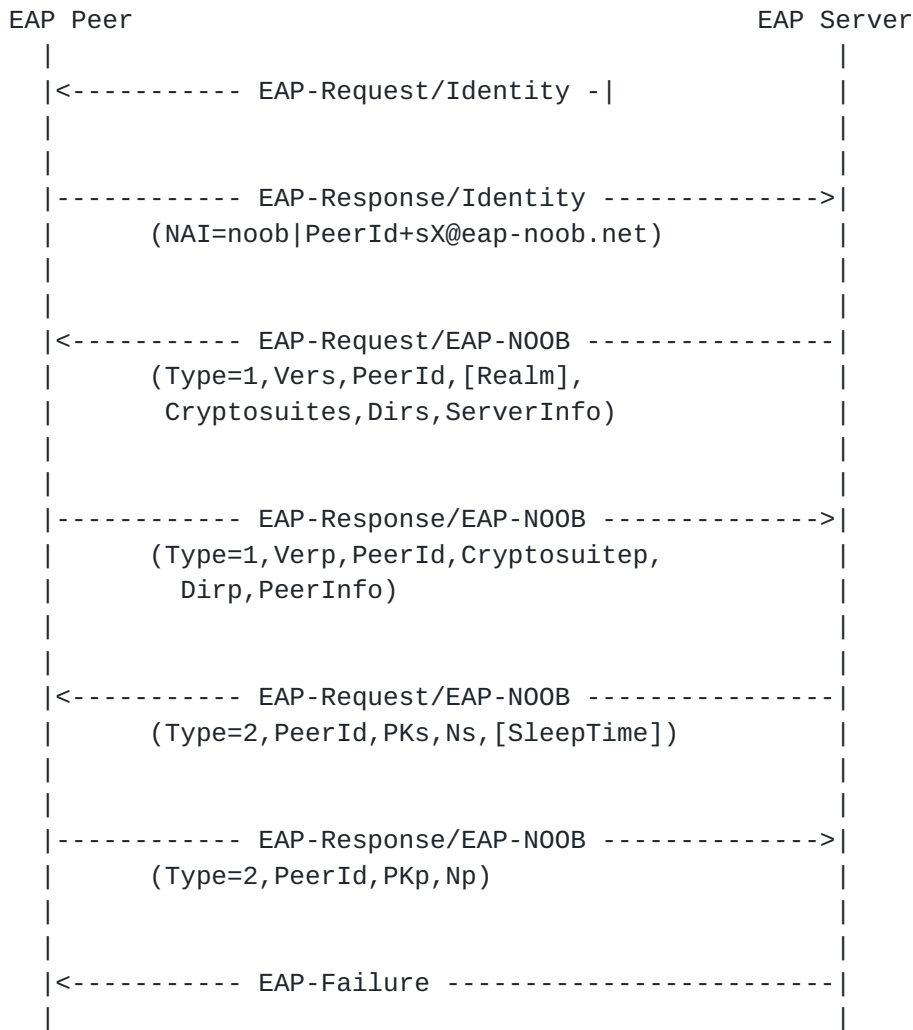 EAP Peer EAP Server
| |
|<----------- EAP-Request/Identity -| |
| |
| |
|------------ EAP-Response/Identity -------------->|
| (NAI=noob|PeerId+sX@eap-noob.net) |
| |
| |
|<----------- EAP-Request/EAP-NOOB ----------------|
| (Type=1,Vers,PeerId,[Realm], |
| Cryptosuites,Dirs,ServerInfo) |
| |
| |
|------------ EAP-Response/EAP-NOOB -------------->|
| (Type=1,Verp,PeerId,Cryptosuitep, |
| Dirp,PeerInfo) |
| |
| |
|<----------- EAP-Request/EAP-NOOB ----------------|
| (Type=2,PeerId,PKs,Ns,[SleepTime]) |
| |
| |
|------------ EAP-Response/EAP-NOOB -------------->|
| (Type=2,PeerId,PKp,Np) |
| |
| |
|<----------- EAP-Failure -------------------------|
| |